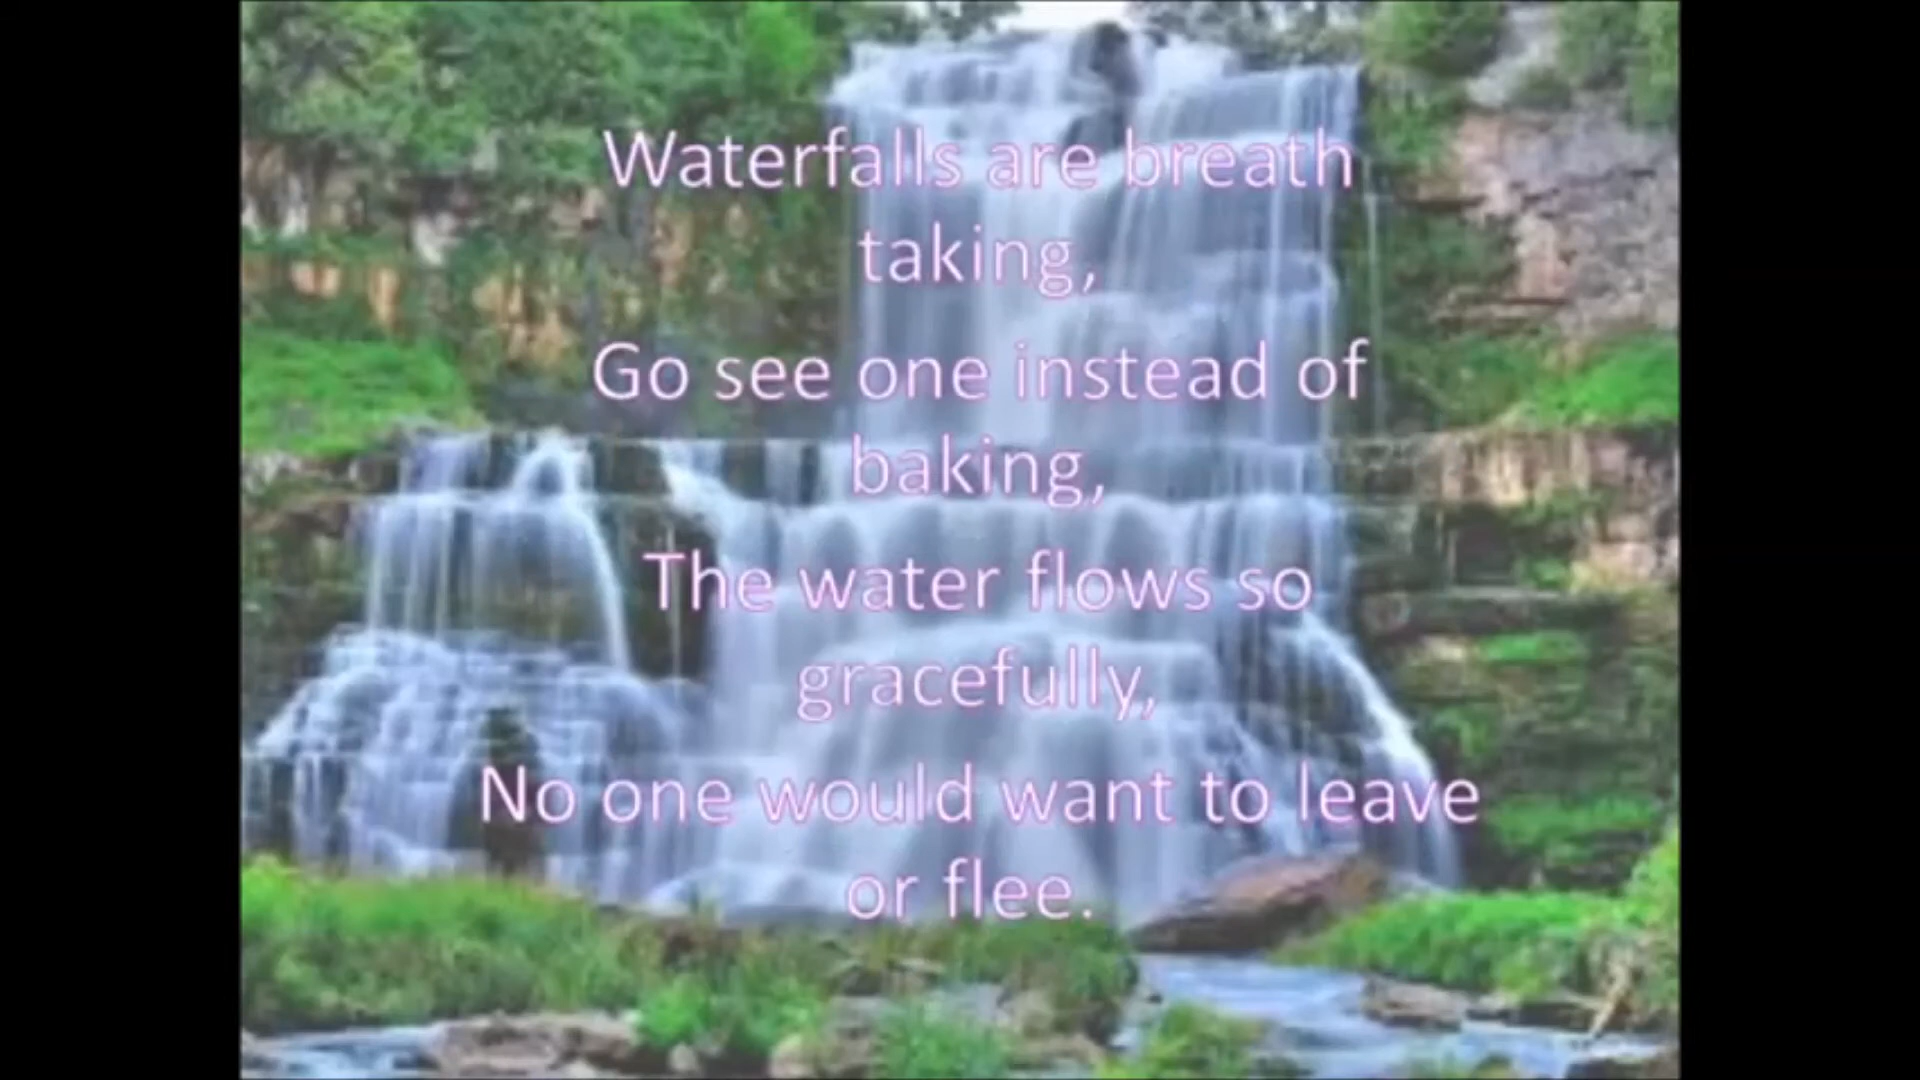 Waterfalls are breath
taking,
Go see one instead of
baking,
The water flows so
gracefully,
No one would want to leave
or flee.